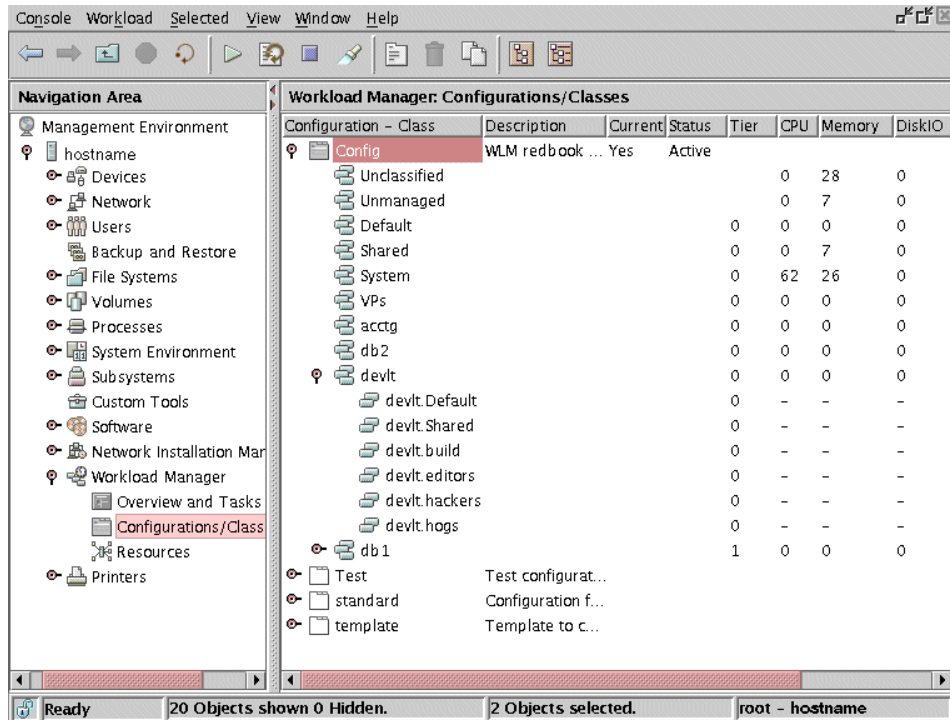 Console Workload Selected View Window Help
Navigation Area
Management Environment
hostname
Devices
Network
Users
Backup and Restore
File Systems
Volumes
Processes
System Environment
Subsystems
Custom Tools
Software
Network Installation Mar
Workload Manager
Overview and Tasks
Configurations/Class
Resources
Printers
Workload Manager: Configurations/Classes
Configuration – Class Description Current Status Tier CPU Memory DiskIO
Config WLM redbook ... Yes Active
Unclassified 0 28 0
Unmanaged 0 7 0
Default 0 0 0 0
Shared 0 0 7 0
System 0 62 26 0
VPs 0 0 0 0
acctg 0 0 0 0
db2 0 0 0 0
devlt 0 0 0 0
devlt.Default 0 – – –
devlt.Shared 0 – – –
devlt.build 0 – – –
devlt.editors 0 – – –
devlt.hackers 0 – – –
devlt.hogs 0 – – –
db1 1 0 0 0
Test Test configurat...
standard Configuration f...
template Template to c...
Ready 20 Objects shown 0 Hidden. 2 Objects selected. root – hostname